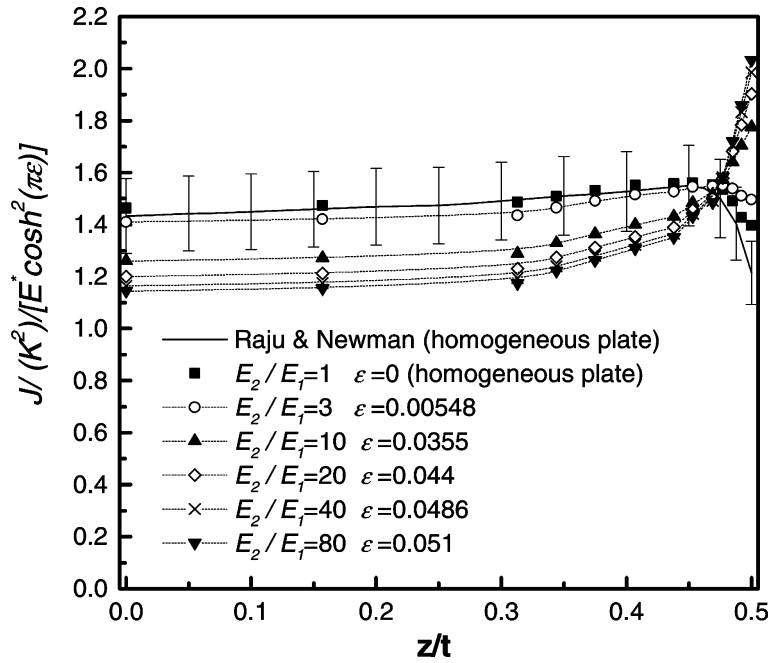 2.2
2.0
1.8
1.6
1.4
1.2
1.0
0.8
0.6
0.4
0.2
0.0
J/ (K²)/[E* cosh² (πε)]
Raju & Newman (homogeneous plate)
E₂/E₁=1 ε=0 (homogeneous plate)
E₂/E₁=3 ε=0.00548
E₂/E₁=10 ε=0.0355
E₂/E₁=20 ε=0.044
E₂/E₁=40 ε=0.0486
E₂/E₁=80 ε=0.051
0.0 0.1 0.2 0.3 0.4 0.5
z/t